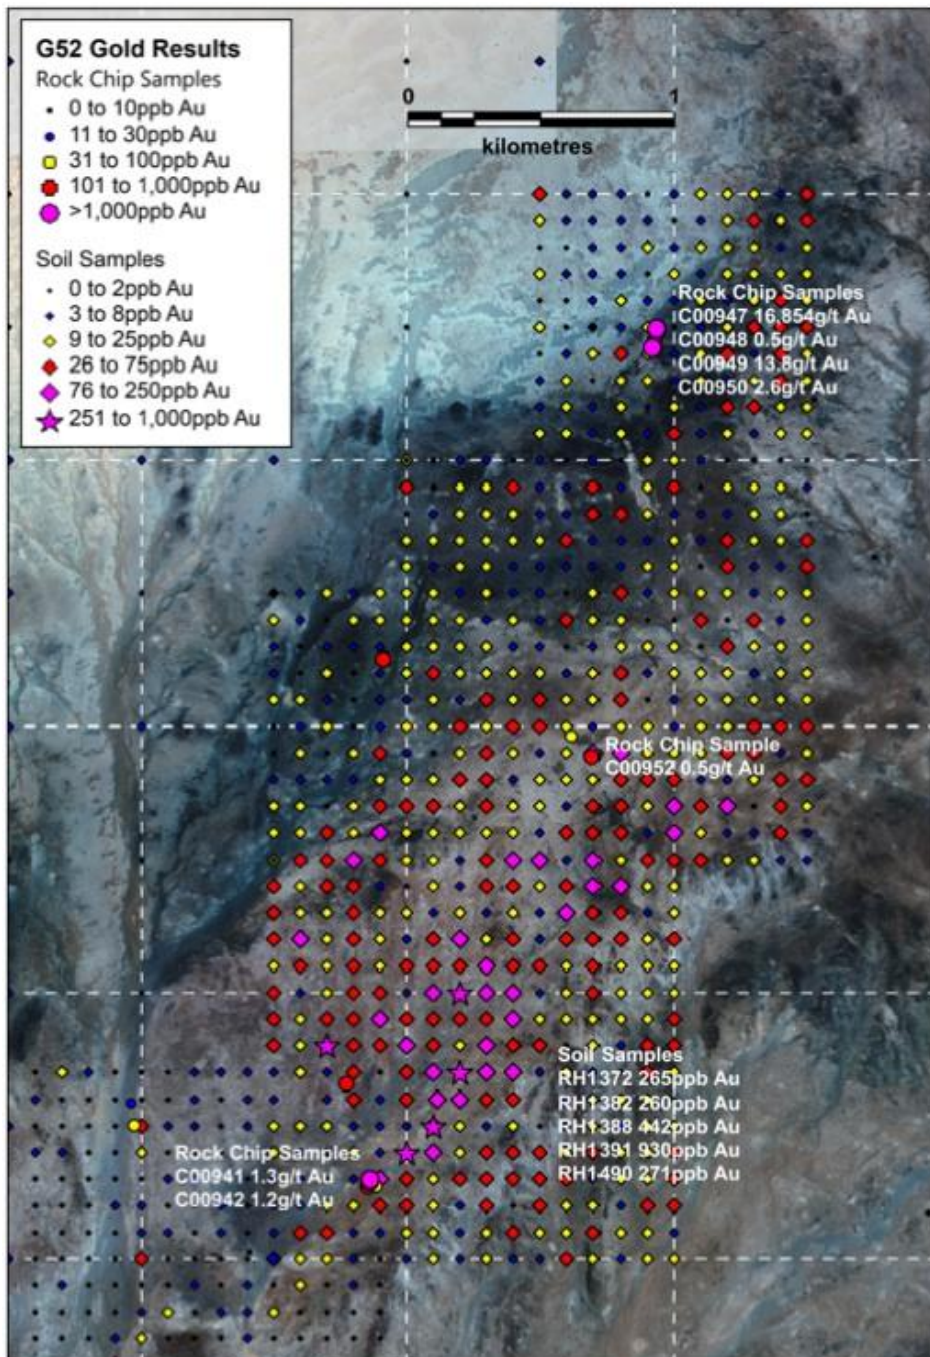 G52 Gold Results
Rock Chip Samples
0 to 10ppb Au
11 to 30ppb Au
31 to 100ppb Au
101 to 1,000ppb Au
>1,000ppb Au
Soil Samples
0 to 2ppb Au
3 to 8ppb Au
9 to 25ppb Au
26 to 75ppb Au
76 to 250ppb Au
251 to 1,000ppb Au
0 1
kilometres
Rock Chip Samples
C00947 16.854g/t Au
C00948 0.5g/t Au
C00949 13.8g/t Au
C00950 2.6g/t Au
Rock Chip Sample
C00952 0.5g/t Au
Soil Samples
RH1372 265ppb Au
RH1382 260ppb Au
RH1388 442ppb Au
RH1391 930ppb Au
RH1490 271ppb Au
Rock Chip Samples
C00941 1.3g/t Au
C00942 1.2g/t Au